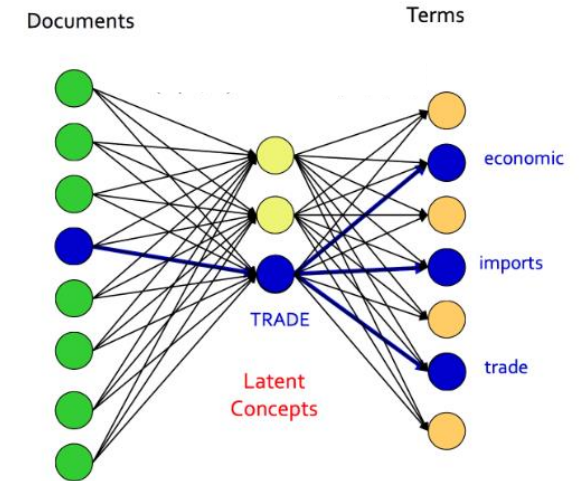 Documents
Terms
economic
imports
TRADE
trade
Latent
Concepts